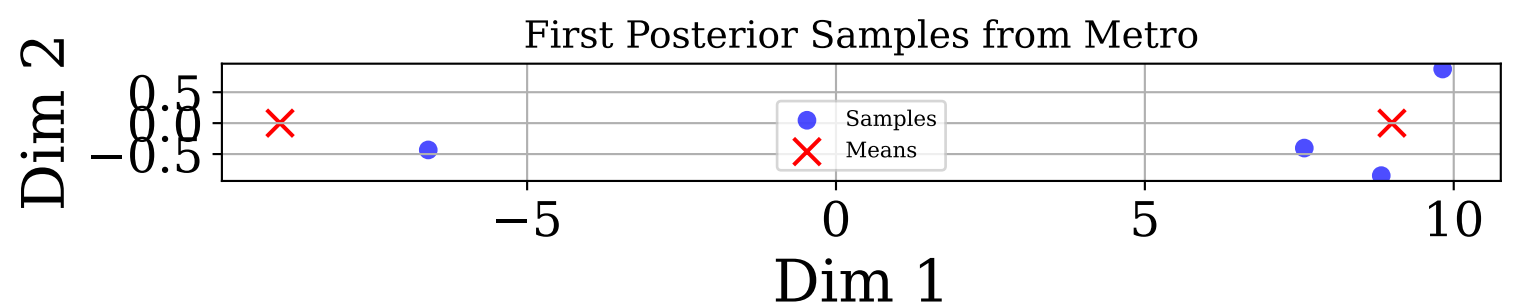 First Posterior Samples from Metro
Dim 2
0.5
0.0
−0.5
Samples
Means
−5
0
5
10
Dim 1